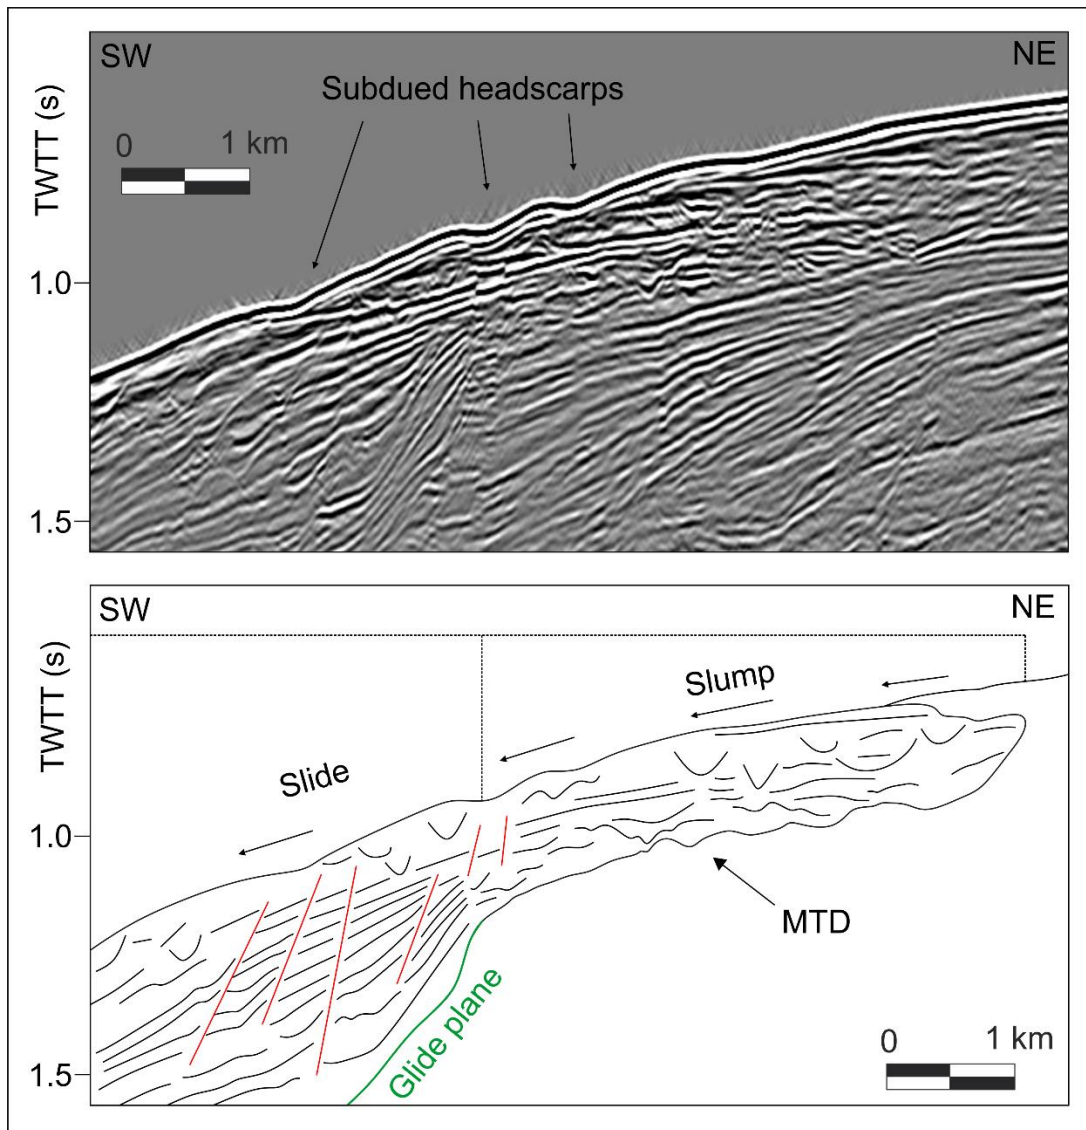 SW
NE
Subdued headscarps
0 1 km
TWTT (s)
1.0
1.5
SW
NE
TWTT (s)
Slump
Slide
1.0
MTD
Glide plane
0 1 km
1.5